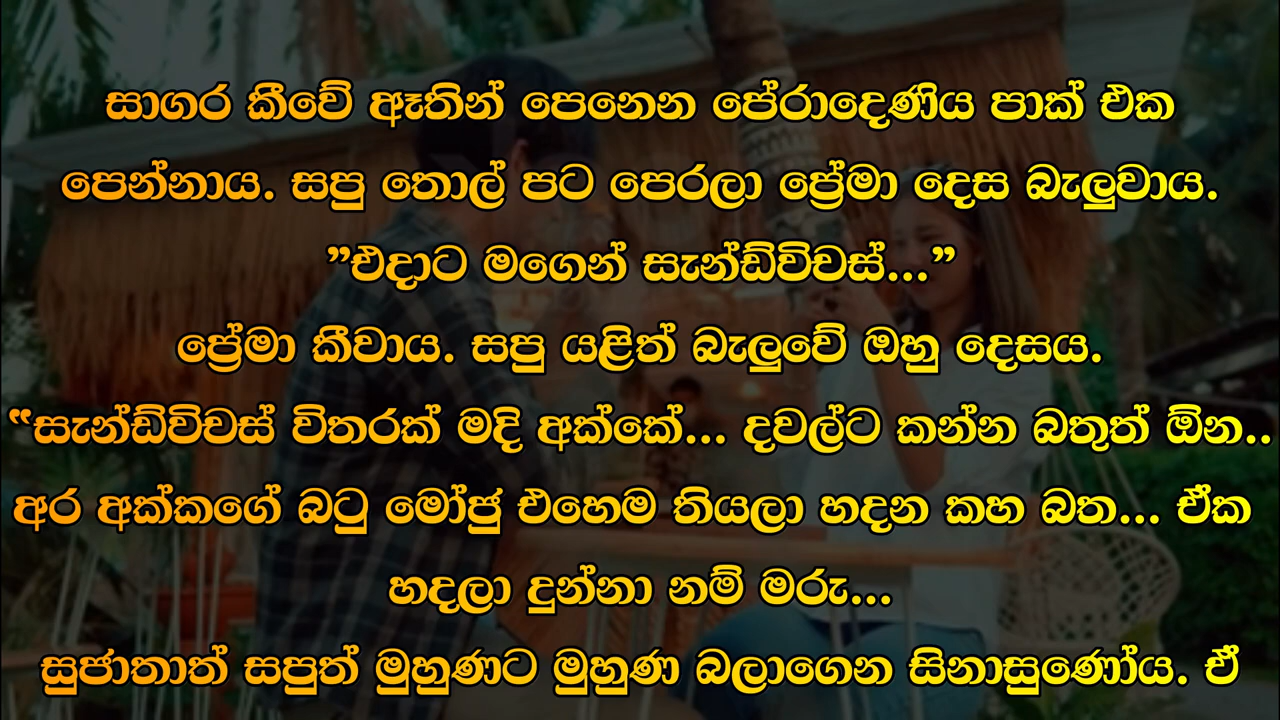 සාගර කීවේ ඈතින් පෙනෙන පේරාදෙණිය පාක් එක
පෙන්නාය. සපු තොල් පට පෙරලා ප්‍රේමා දෙස බැලුවාය.
”එදාට මගෙන් සැන්ඩ්විචස්...”
ප්‍රේමා කීවාය. සපු යළිත් බැලුවේ ඔහු දෙසය.
“සැන්ඩ්විචස් විතරක් මදි අක්කේ... දවල්ට කන්න බතුත් ඕන..
අර අක්කගේ බටු මෝජු එහෙම තියලා හදන කහ බත... ඒක
හදලා දුන්නා නම් මරු...
සුජාතාත් සපුත් මුහුණට මුහුණ බලාගෙන සිනාසුණෝය. ඒ